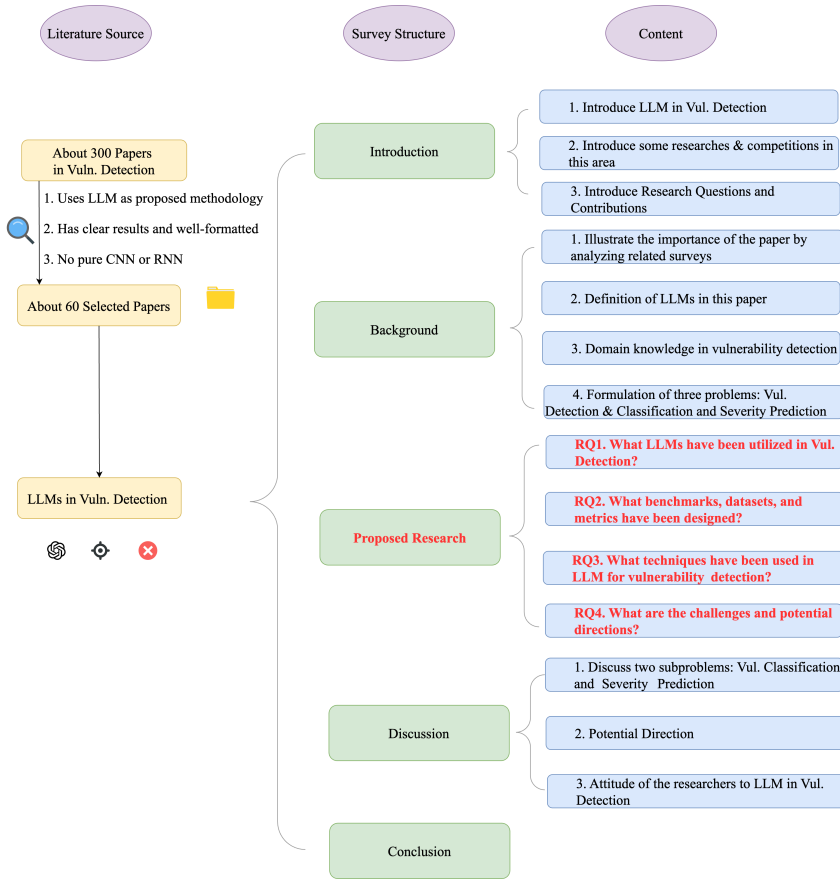 Literature Source
Survey Structure
Content
About 300 Papers
in Vuln. Detection
1. Uses LLM as proposed methodology
2. Has clear results and well-formatted
3. No pure CNN or RNN
About 60 Selected Papers
LLMs in Vuln. Detection
Introduction
1. Introduce LLM in Vul. Detection
2. Introduce some researches & competitions in
this area
3. Introduce Research Questions and
Contributions
Background
1. Illustrate the importance of the paper by
analyzing related surveys
2. Definition of LLMs in this paper
3. Domain knowledge in vulnerability detection
4. Formulation of three problems: Vul.
Detection & Classification and Severity Prediction
Proposed Research
RQ1. What LLMs have been utilized in Vul.
Detection?
RQ2. What benchmarks, datasets, and
metrics have been designed?
RQ3. What techniques have been used in
LLM for vulnerability detection?
RQ4. What are the challenges and potential
directions?
Discussion
1. Discuss two subproblems: Vul. Classification
and Severity Prediction
2. Potential Direction
3. Attitude of the researchers to LLM in Vul.
Detection
Conclusion